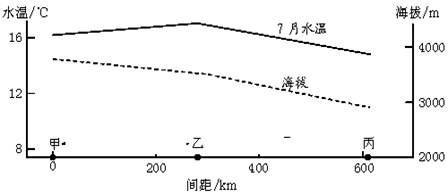 水温/℃ 海拔/m
16 7月水温 4000
12 海拔 3000
8 甲 乙 丙 2000
0 200 400 600
间距/km